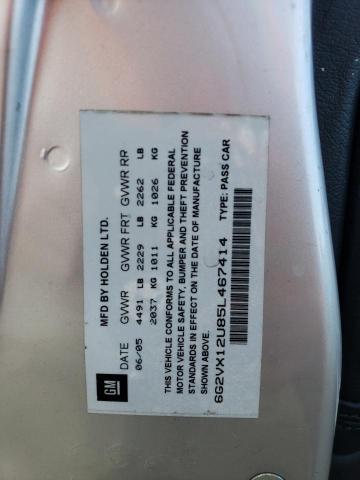 GM
MFD BY HOLDEN LTD.
DATE GVWR GVWR FRT GVWR RR
06/05 4491 LB 2229 LB 2262 LB
2037 KG 1011 KG 1026 KG
THIS VEHICLE CONFORMS TO ALL APPLICABLE FEDERAL
MOTOR VEHICLE SAFETY, BUMPER AND THEFT PREVENTION
STANDARDS IN EFFECT ON THE DATE OF MANUFACTURE
SHOWN ABOVE.
6G2VX12U85L467414 TYPE: PASS CAR